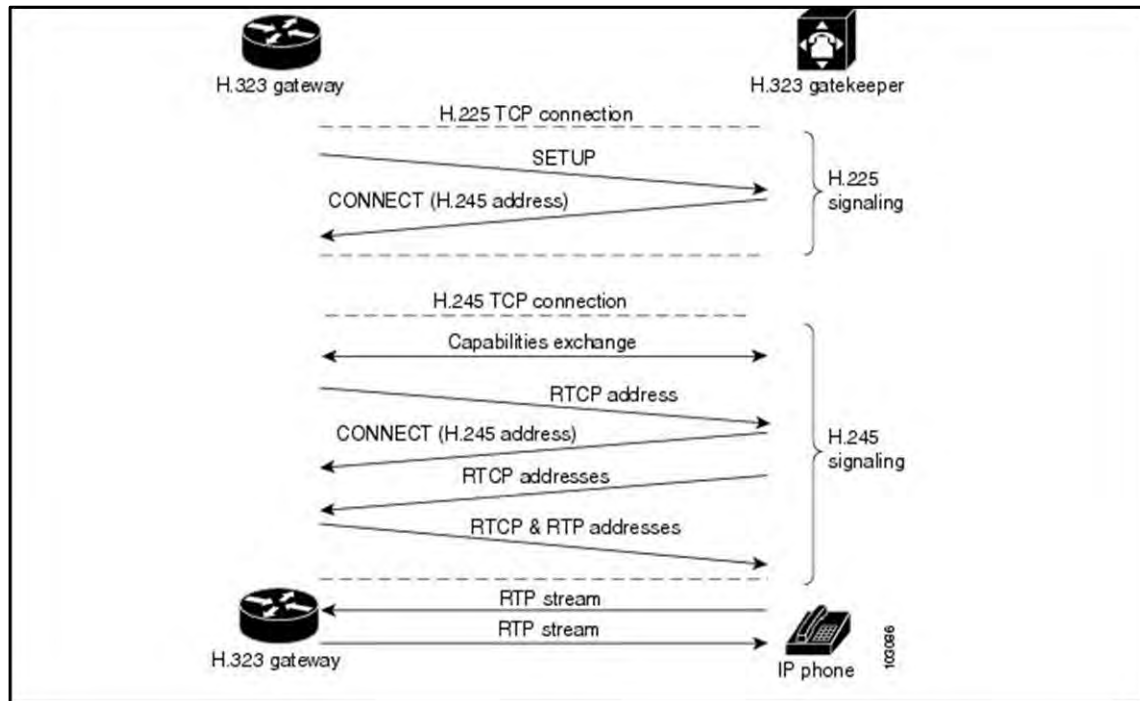 H.323 gateway
H.323 gatekeeper
H.225 TCP connection
SETUP
CONNECT (H.245 address)
H.225
signaling
H.245 TCP connection
Capabilities exchange
RTCP address
CONNECT (H.245 address)
RTCP addresses
RTCP & RTP addresses
H.245
signaling
RTP stream
RTP stream
H.323 gateway
IP phone
103086